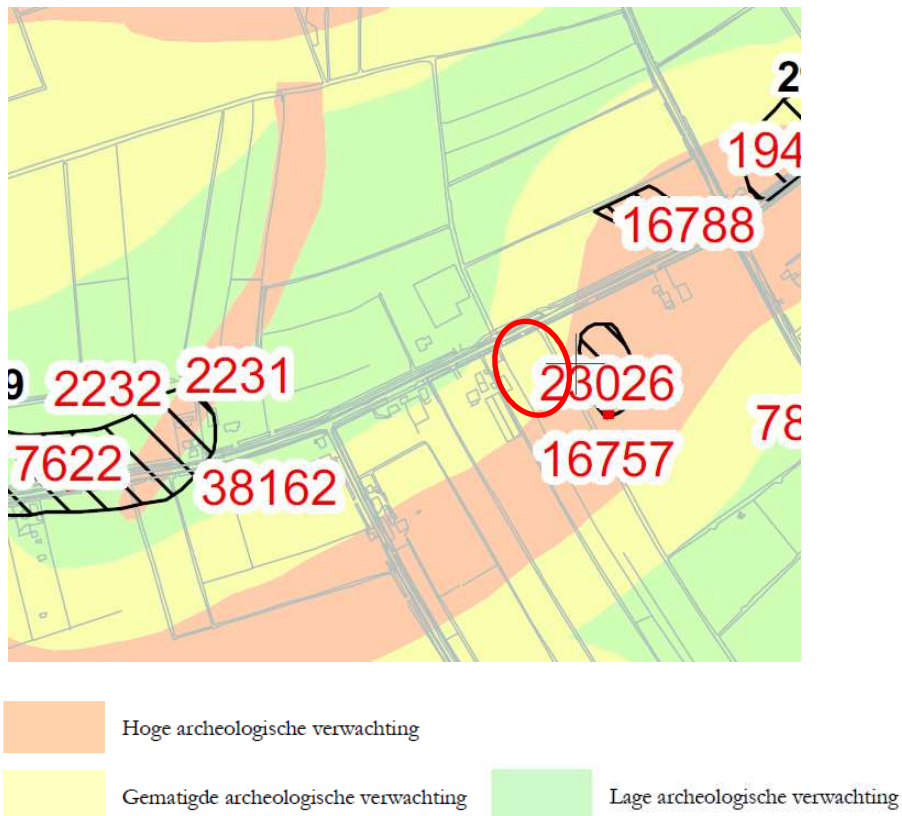 2
194
16788
9 2232 2231
23026
7622
38162
16757
78
Hoge archeologische verwachting
Gematigde archeologische verwachting
Lage archeologische verwachting